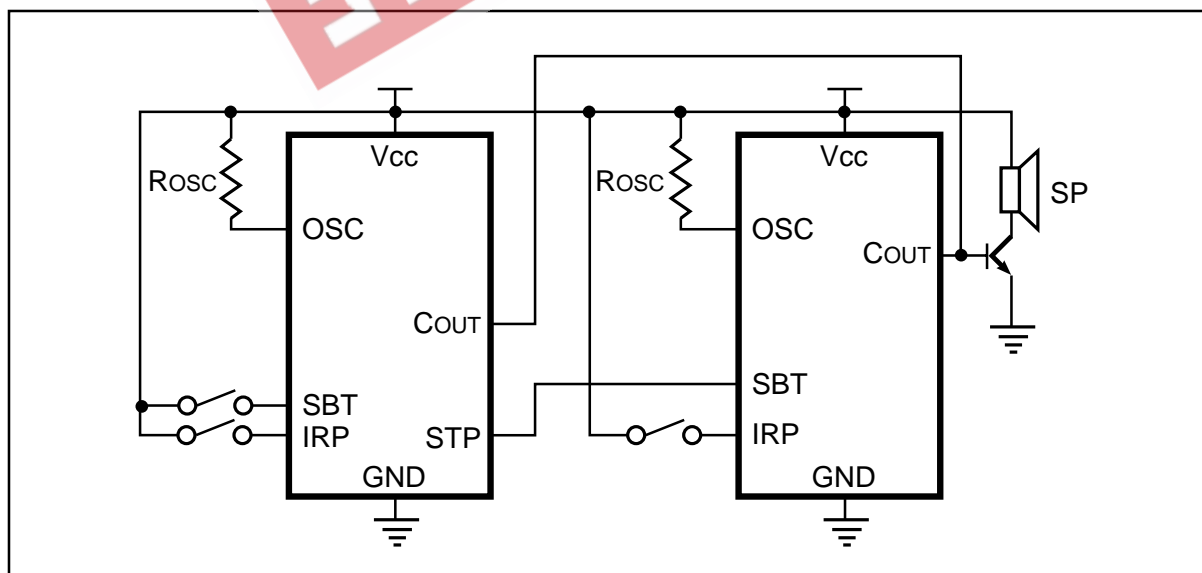 Vcc
ROSC
OSC
COUT
SBT
IRP
STP
GND
Vcc
ROSC
OSC
COUT
SBT
IRP
GND
SP